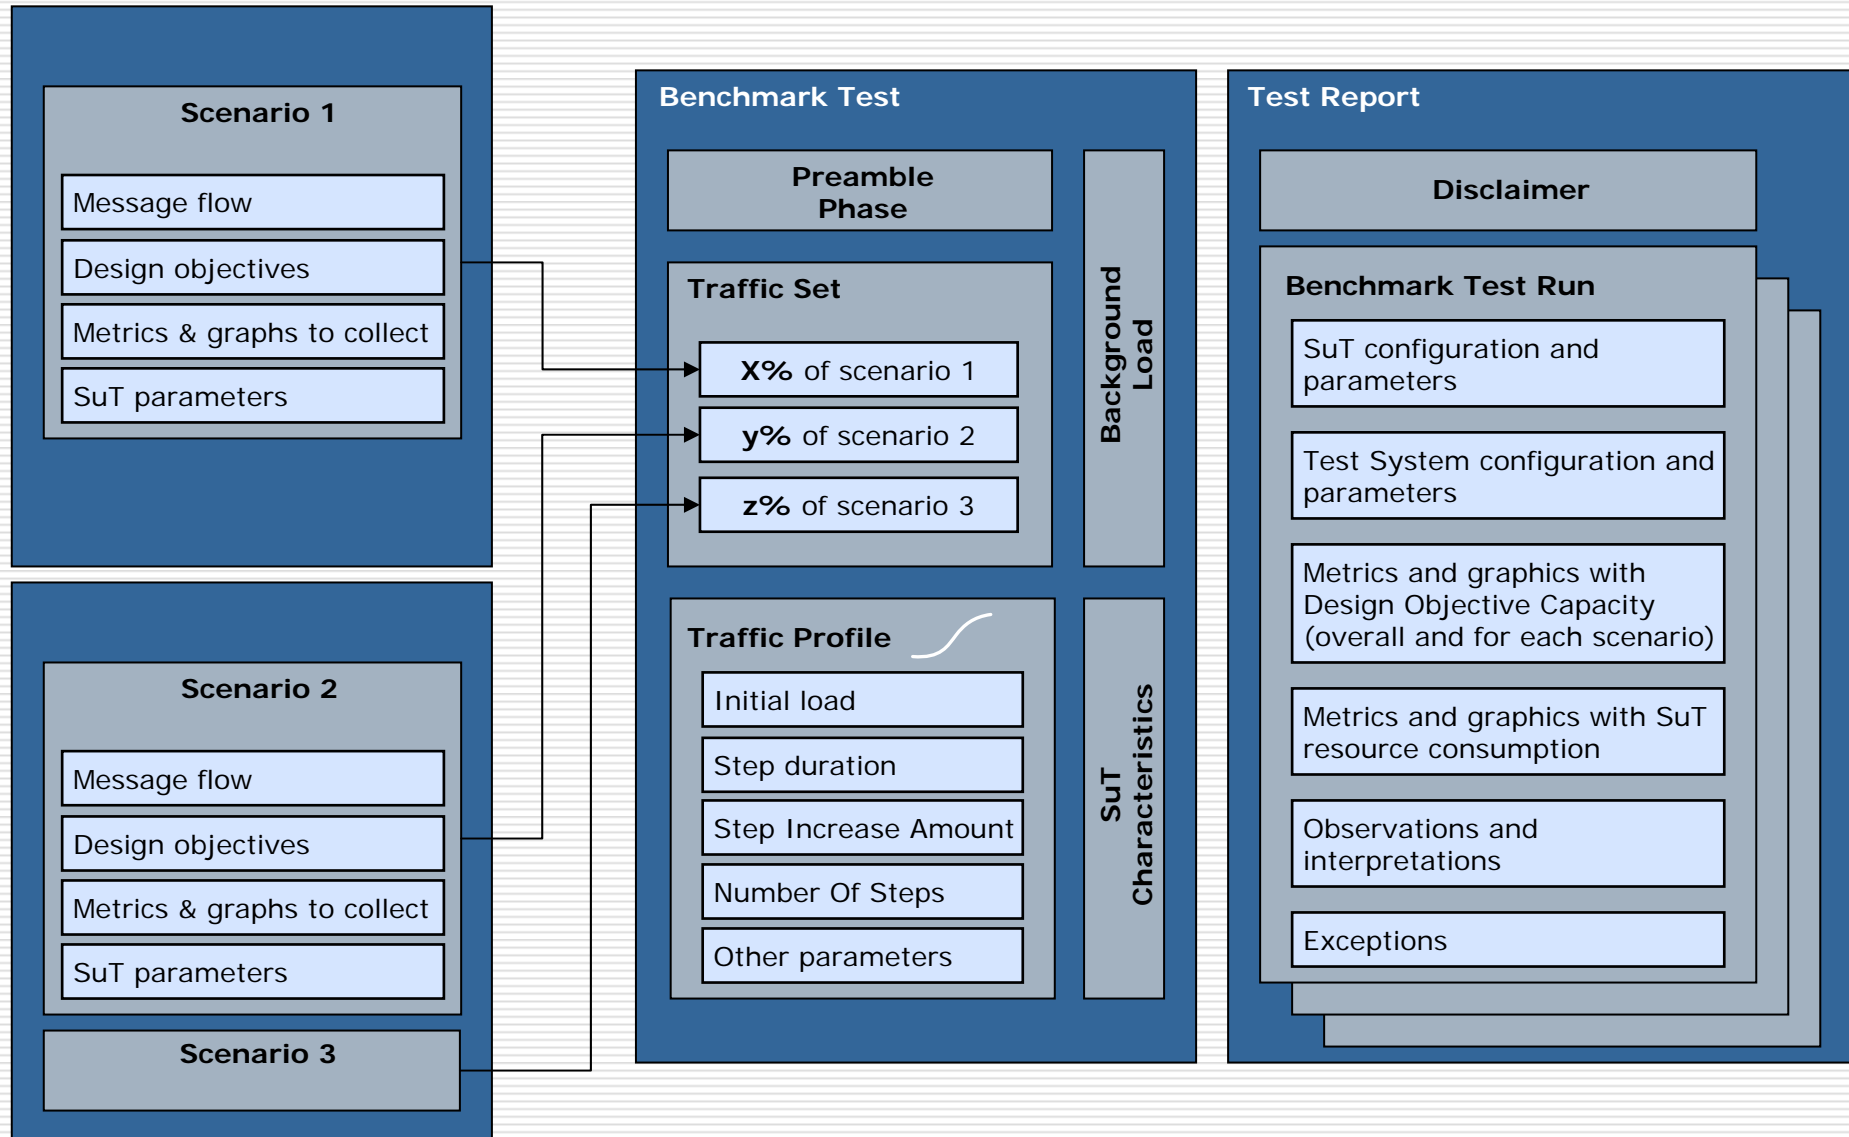 Scenario 1
Message flow
Design objectives
Metrics & graphs to collect
SuT parameters
Scenario 2
Message flow
Design objectives
Metrics & graphs to collect
SuT parameters
Scenario 3
Benchmark Test
Preamble
Phase
Traffic Set
X% of scenario 1
y% of scenario 2
z% of scenario 3
Background
Load
Traffic Profile
Initial load
Step duration
Step Increase Amount
Number Of Steps
Other parameters
SuT
Characteristics
Test Report
Disclaimer
Benchmark Test Run
SuT configuration and
parameters
Test System configuration and
parameters
Metrics and graphics with
Design Objective Capacity
(overall and for each scenario)
Metrics and graphics with SuT
resource consumption
Observations and
interpretations
Exceptions